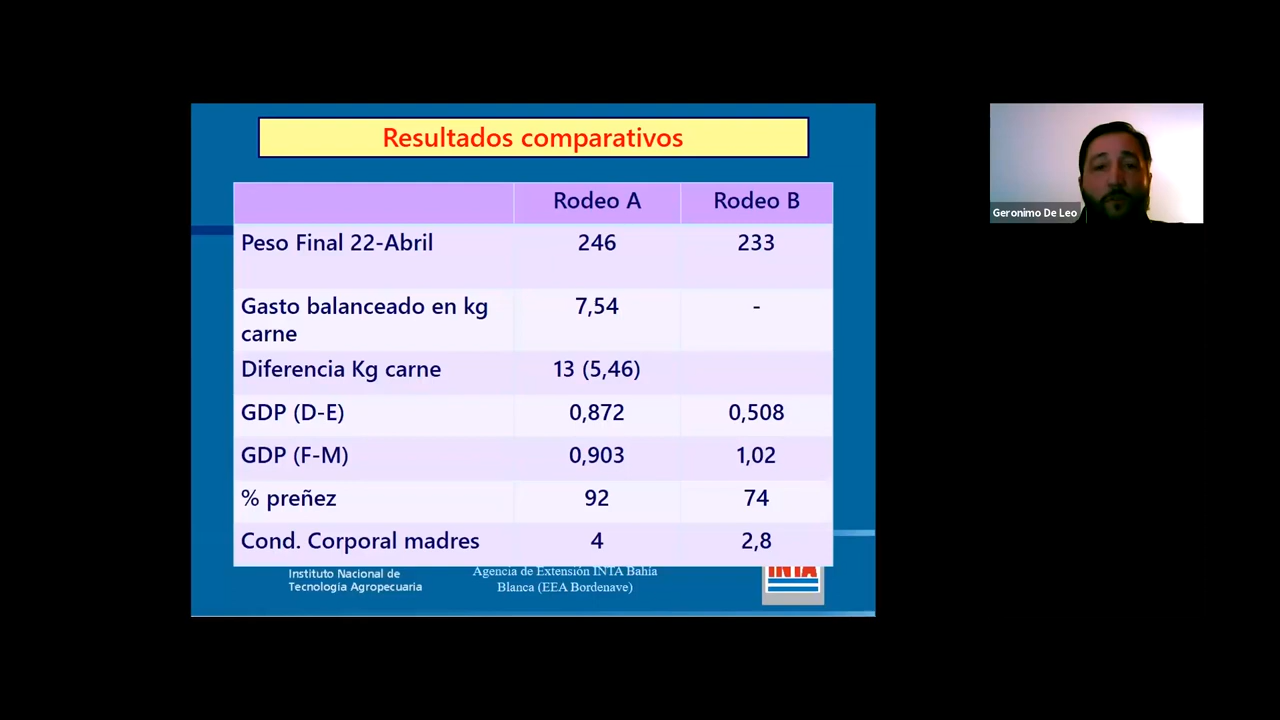 Resultados comparativos
Rodeo A Rodeo B
Peso Final 22-Abril 246 233
Gasto balanceado en kg carne 7,54 -
Diferencia Kg carne 13 (5,46)
GDP (D-E) 0,872 0,508
GDP (F-M) 0,903 1,02
% preñez 92 74
Cond. Corporal madres 4 2,8
Instituto Nacional de
Tecnología Agropecuaria
Agencia de Extensión INTA Bahía
Blanca (EEA Bordenave)
INTA
Geronimo De Leo